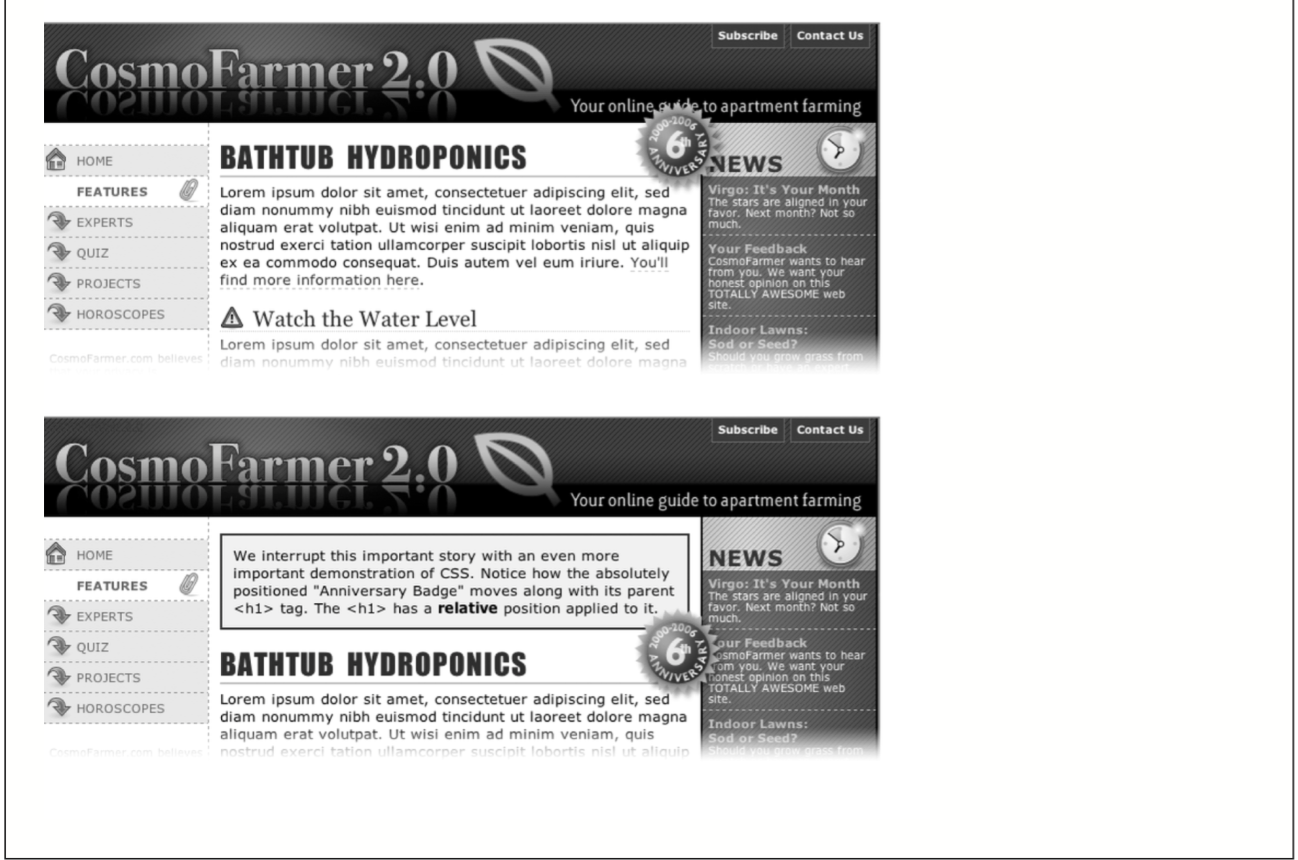 Subscribe Contact Us
CosmoFarmer 2.0
Your online guide to apartment farming
HOME
FEATURES
EXPERTS
QUIZ
PROJECTS
HOROSCOPES
CosmoFarmer.com believes
2000-2006
6th
ANNIVERSARY
BATHTUB HYDROPONICS
Lorem ipsum dolor sit amet, consectetuer adipiscing elit, sed
diam nonummy nibh euismod tincidunt ut laoreet dolore magna
aliquam erat volutpat. Ut wisi enim ad minim veniam, quis
nostrud exerci tation ullamcorper suscipit lobortis nisl ut aliquip
ex ea commodo consequat. Duis autem vel eum iriure. You'll
find more information here.
Watch the Water Level
Lorem ipsum dolor sit amet, consectetuer adipiscing elit, sed
diam nonummy nibh euismod tincidunt ut laoreet dolore magna
NEWS
Virgo: It's Your Month
The stars are aligned in your
favor. Next month? Not so
much.
Your Feedback
CosmoFarmer wants to hear
from you. We want your
honest opinion on this
TOTALLY AWESOME web
site.
Indoor Lawns:
Sod or Seed?
Should you grow grass from
Subscribe Contact Us
CosmoFarmer 2.0
Your online guide to apartment farming
HOME
FEATURES
EXPERTS
QUIZ
PROJECTS
HOROSCOPES
CosmoFarmer.com believes
We interrupt this important story with an even more
important demonstration of CSS. Notice how the absolutely
positioned "Anniversary Badge" moves along with its parent
<h1> tag. The <h1> has a relative position applied to it.
2000-2006
6th
ANNIVERSARY
BATHTUB HYDROPONICS
Lorem ipsum dolor sit amet, consectetuer adipiscing elit, sed
diam nonummy nibh euismod tincidunt ut laoreet dolore magna
aliquam erat volutpat. Ut wisi enim ad minim veniam, quis
nostrud exerci tation ullamcorper suscipit lobortis nisl ut aliquip
NEWS
Virgo: It's Your Month
The stars are aligned in your
favor. Next month? Not so
much.
Your Feedback
CosmoFarmer wants to hear
from you. We want your
honest opinion on this
TOTALLY AWESOME web
site.
Indoor Lawns:
Sod or Seed?
Should you grow grass from